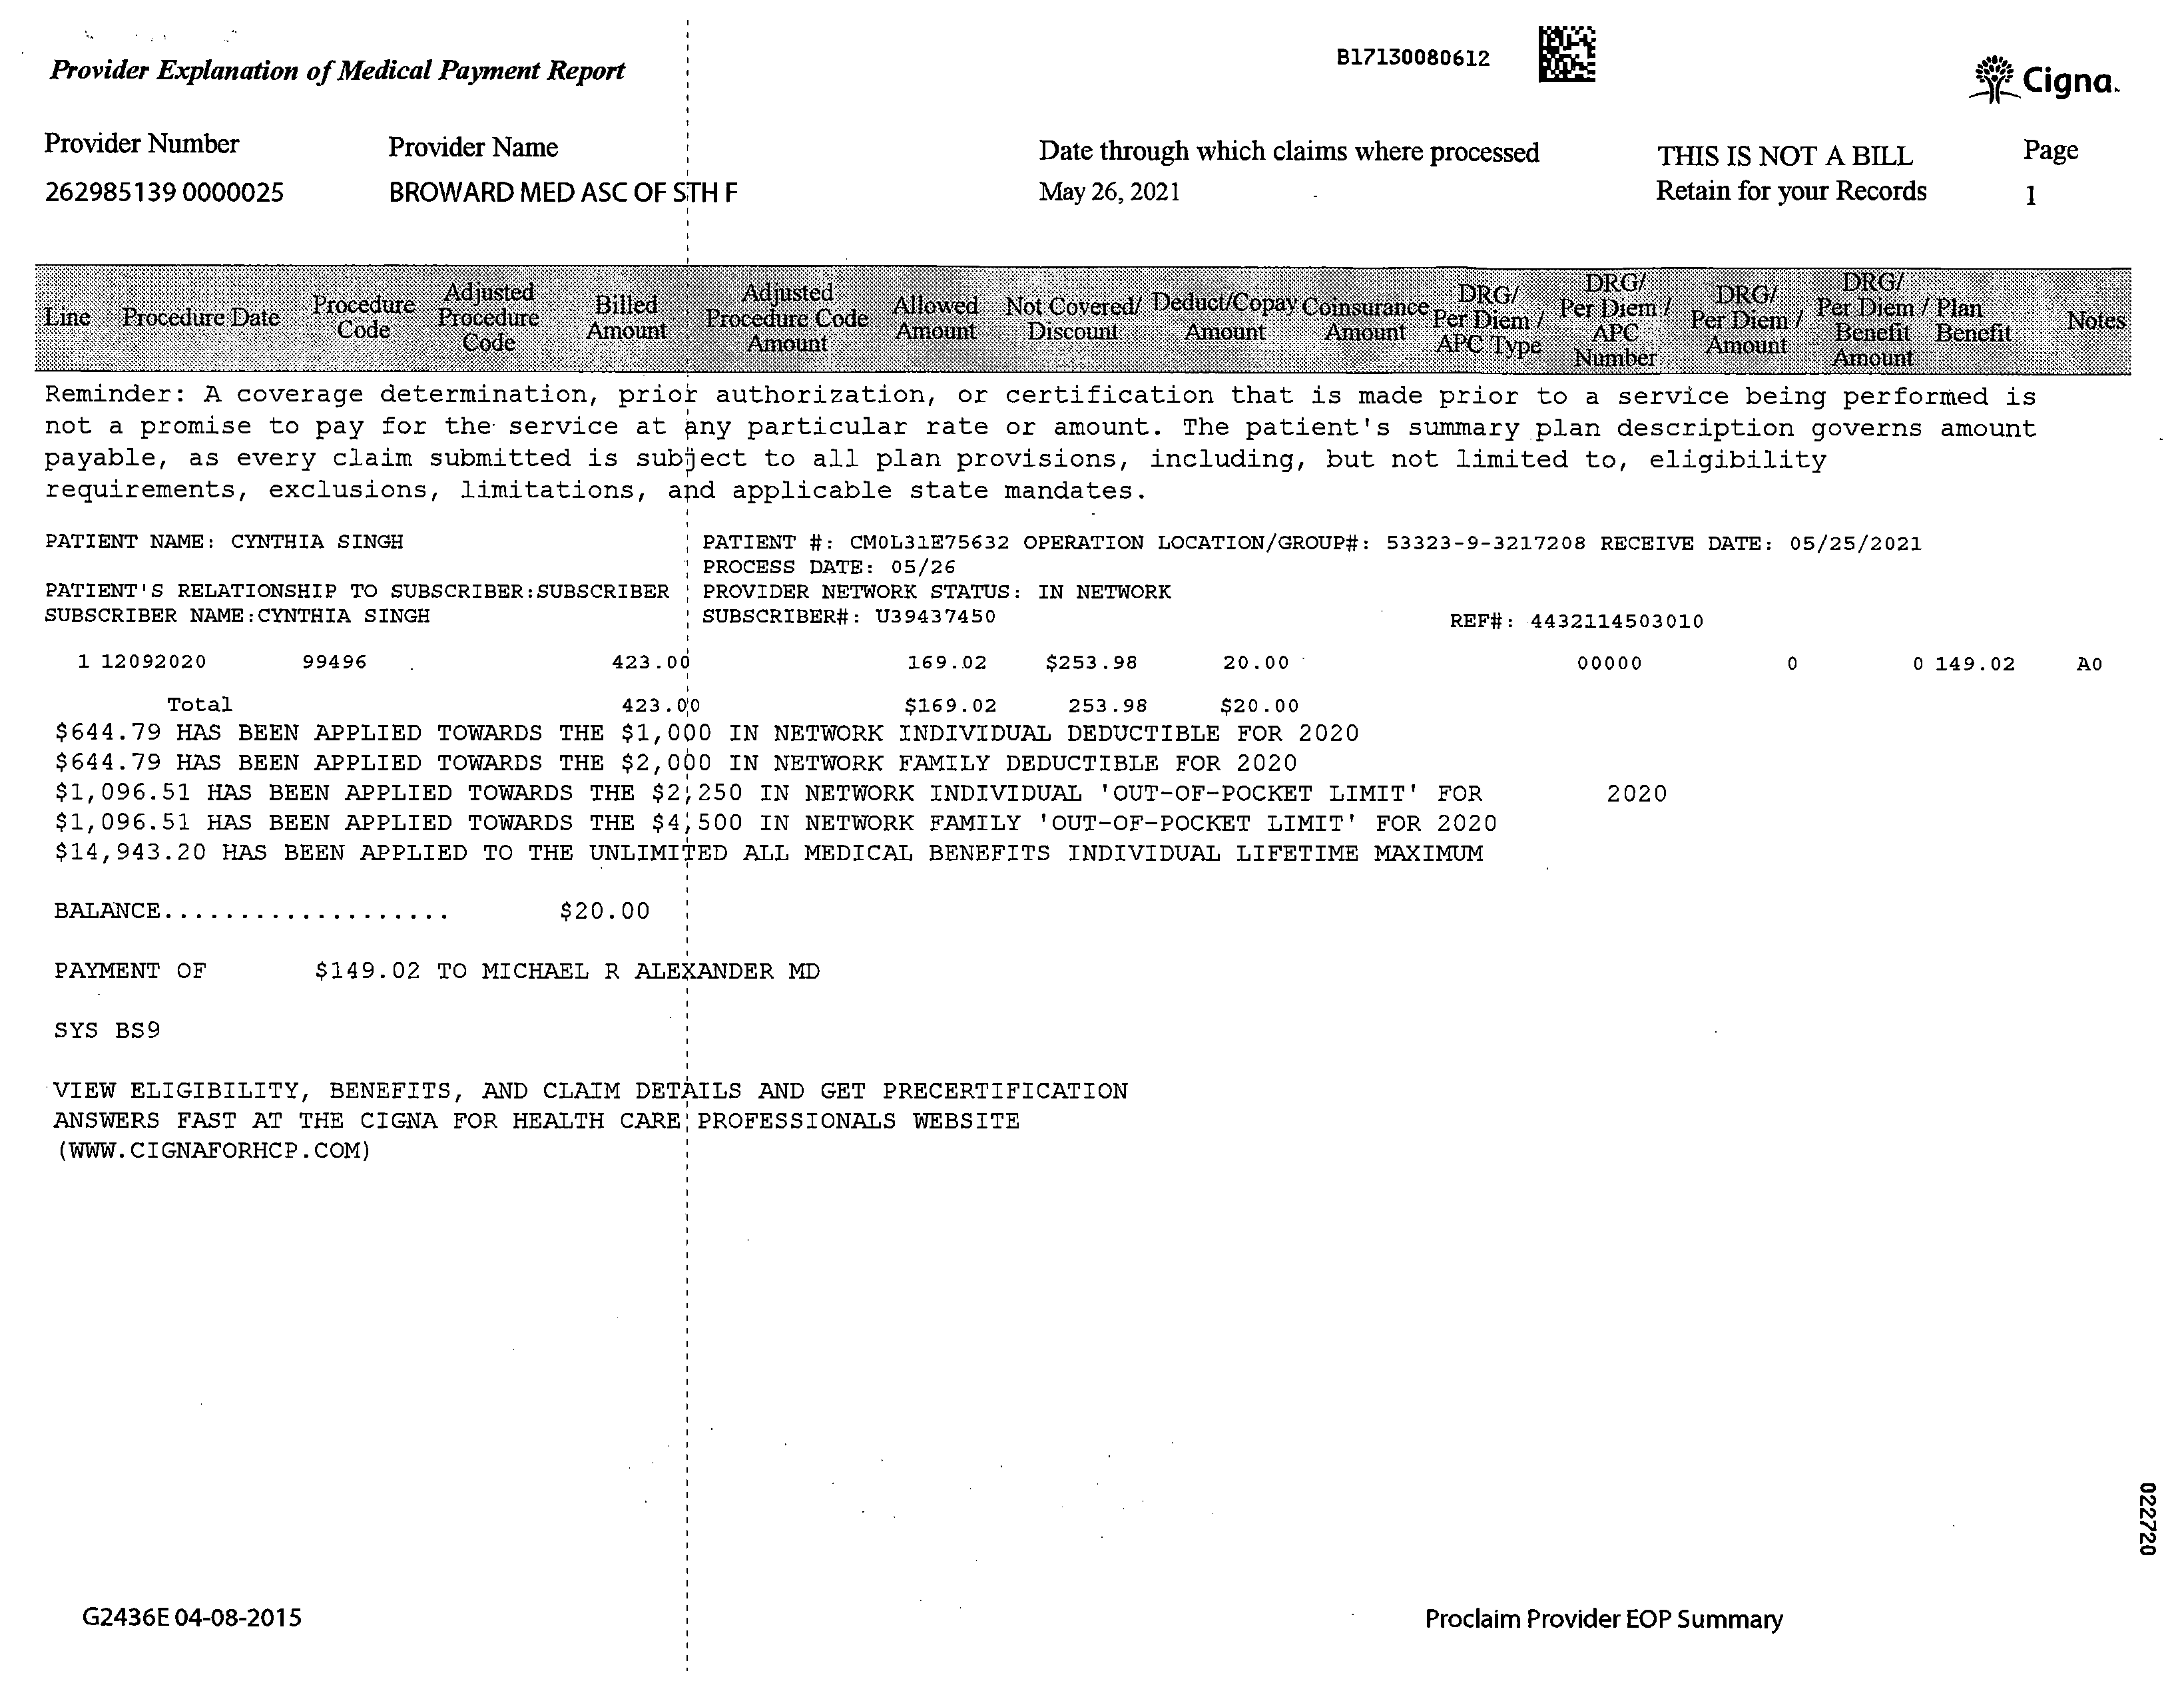 B17130080612
Provider Explanation of Medical Payment Report
Cigna.
Provider Number Provider Name Date through which claims where processed THIS IS NOT A BILL Page
262985139 0000025 BROWARD MED ASC OF STH F May 26, 2021 Retain for your Records 1
Line Procedure Date Procedure Code Adjusted Procedure Code Billed Amount Adjusted Procedure Code Amount Allowed Amount Not Covered/ Discount Deduct/Copay Amount Coinsurance Amount DRG/ Per Diem / APC Type DRG/ Per Diem / APC Number DRG/ Per Diem / Amount DRG/ Per Diem / Benefit Amount Plan Benefit Notes
Reminder: A coverage determination, prior authorization, or certification that is made prior to a service being performed is
not a promise to pay for the service at any particular rate or amount. The patient's summary plan description governs amount
payable, as every claim submitted is subject to all plan provisions, including, but not limited to, eligibility
requirements, exclusions, limitations, and applicable state mandates.
PATIENT NAME: CYNTHIA SINGH PATIENT #: CM0L31E75632 OPERATION LOCATION/GROUP#: 53323-9-3217208 RECEIVE DATE: 05/25/2021
PROCESS DATE: 05/26
PATIENT'S RELATIONSHIP TO SUBSCRIBER:SUBSCRIBER PROVIDER NETWORK STATUS: IN NETWORK
SUBSCRIBER NAME:CYNTHIA SINGH SUBSCRIBER#: U39437450 REF#: 4432114503010
1 12092020 99496 423.00 169.02 $253.98 20.00 00000 0 0 149.02 A0
Total 423.00 $169.02 253.98 $20.00
$644.79 HAS BEEN APPLIED TOWARDS THE $1,000 IN NETWORK INDIVIDUAL DEDUCTIBLE FOR 2020
$644.79 HAS BEEN APPLIED TOWARDS THE $2,000 IN NETWORK FAMILY DEDUCTIBLE FOR 2020
$1,096.51 HAS BEEN APPLIED TOWARDS THE $2,250 IN NETWORK INDIVIDUAL 'OUT-OF-POCKET LIMIT' FOR 2020
$1,096.51 HAS BEEN APPLIED TOWARDS THE $4,500 IN NETWORK FAMILY 'OUT-OF-POCKET LIMIT' FOR 2020
$14,943.20 HAS BEEN APPLIED TO THE UNLIMITED ALL MEDICAL BENEFITS INDIVIDUAL LIFETIME MAXIMUM
BALANCE................... $20.00
PAYMENT OF $149.02 TO MICHAEL R ALEXANDER MD
SYS BS9
VIEW ELIGIBILITY, BENEFITS, AND CLAIM DETAILS AND GET PRECERTIFICATION
ANSWERS FAST AT THE CIGNA FOR HEALTH CARE PROFESSIONALS WEBSITE
(WWW.CIGNAFORHCP.COM)
022720
G2436E 04-08-2015 Proclaim Provider EOP Summary